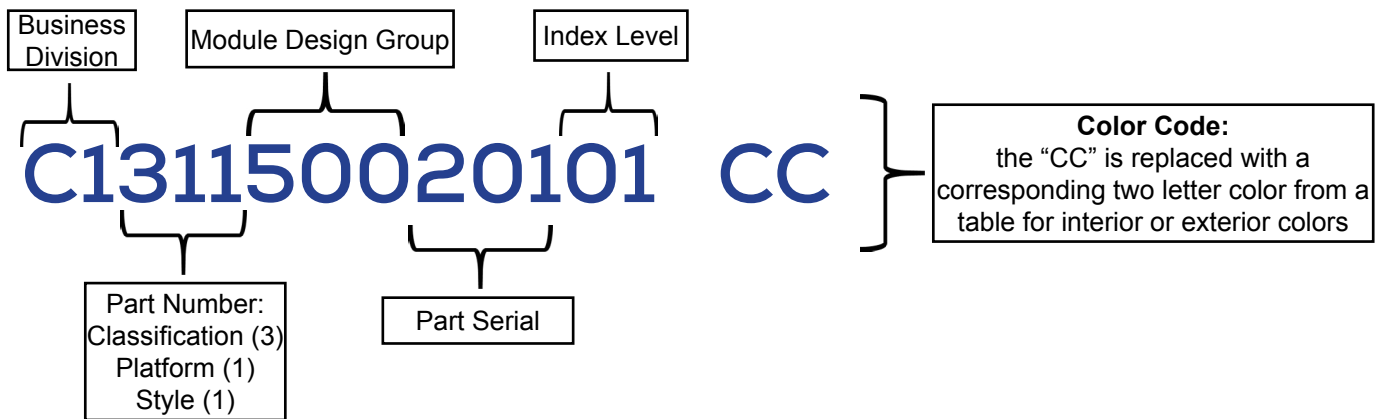 Business
Division
Module Design Group
Index Level
C1311500020101 CC
Color Code:
the “CC” is replaced with a
corresponding two letter color from a
table for interior or exterior colors
Part Number:
Classification (3)
Platform (1)
Style (1)
Part Serial